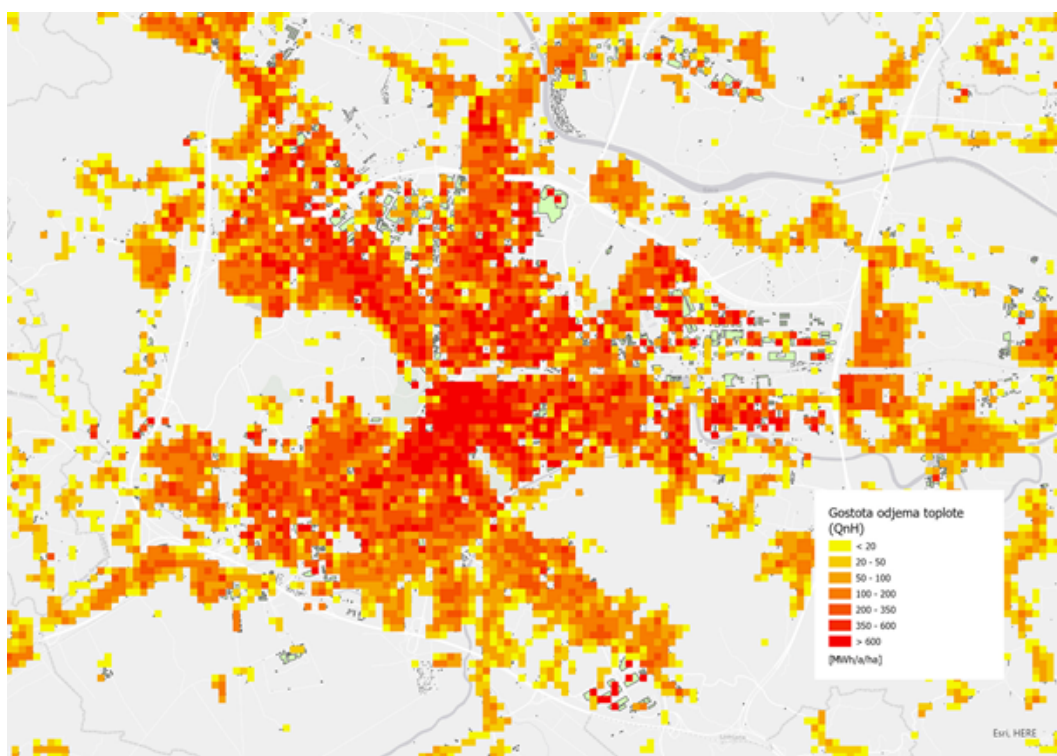 Gostota odjema toplote
(QnH)
< 20
20 - 50
50 - 100
100 - 200
200 - 350
350 - 600
> 600
[MWh/a/ha]
Esri, HERE